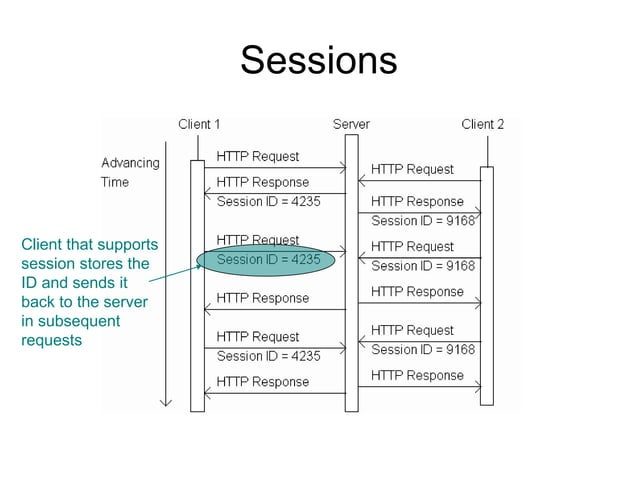 Sessions
Client 1
Server
Client 2
Advancing
Time
HTTP Request
HTTP Response
Session ID = 4235
HTTP Request
Session ID = 4235
HTTP Response
HTTP Request
Session ID = 4235
HTTP Response
HTTP Request
HTTP Response
Session ID = 9168
HTTP Request
Session ID = 9168
HTTP Response
HTTP Request
Session ID = 9168
HTTP Response
Client that supports
session stores the
ID and sends it
back to the server
in subsequent
requests